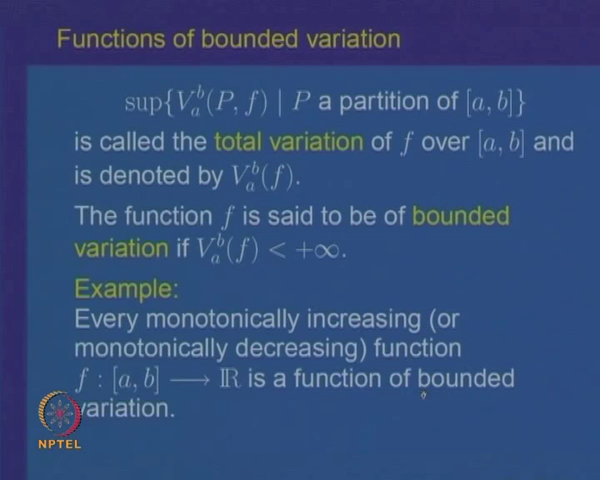 Functions of bounded variation
sup{V_a^b(P, f) | P a partition of [a, b]}
is called the total variation of f over [a, b] and
is denoted by V_a^b(f).
The function f is said to be of bounded
variation if V_a^b(f) < +∞.
Example:
Every monotonically increasing (or
monotonically decreasing) function
f : [a, b] ⟶ ℝ is a function of bounded
variation.
NPTEL